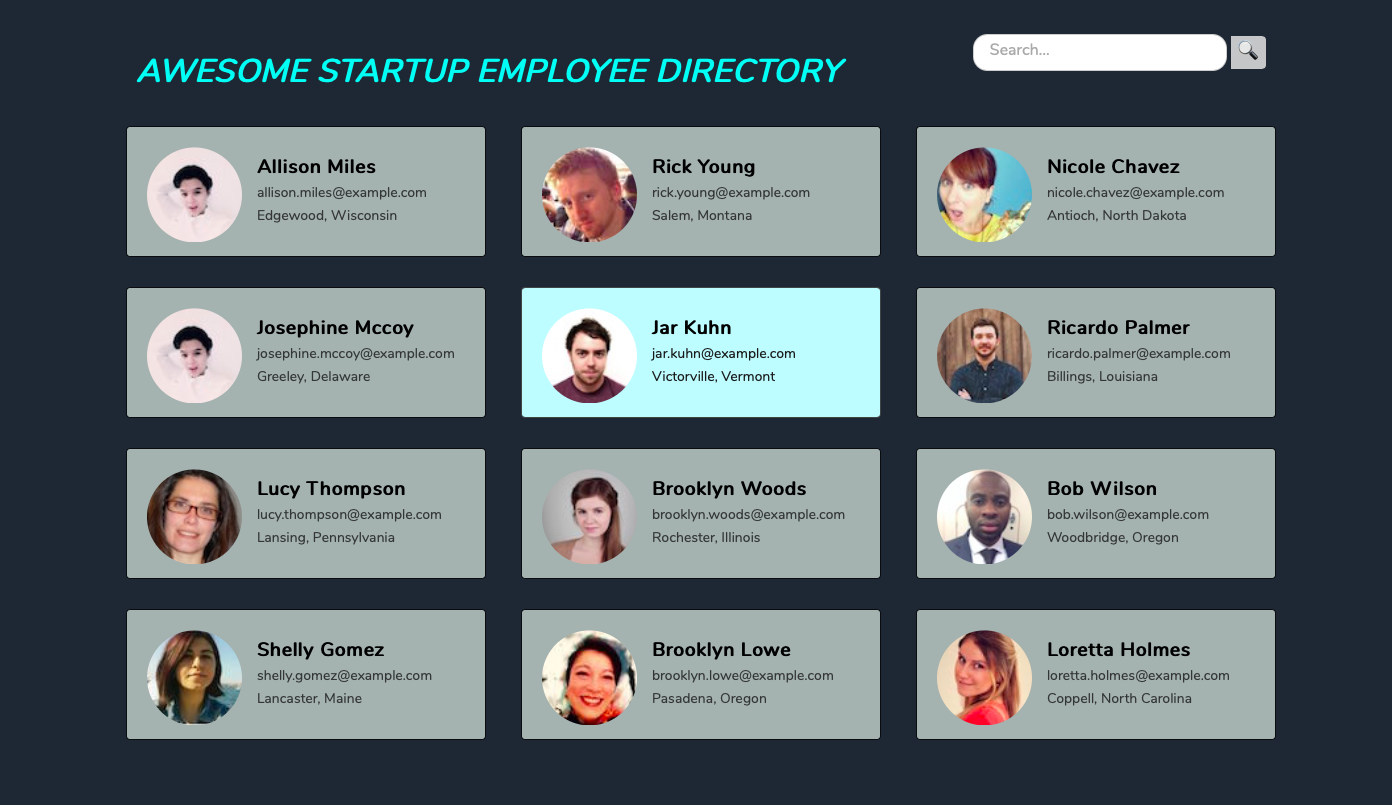 AWESOME STARTUP EMPLOYEE DIRECTORY
Search...
Allison Miles
allison.miles@example.com
Edgewood, Wisconsin
Rick Young
rick.young@example.com
Salem, Montana
Nicole Chavez
nicole.chavez@example.com
Antioch, North Dakota
Josephine Mccoy
josephine.mccoy@example.com
Greeley, Delaware
Jar Kuhn
jar.kuhn@example.com
Victorville, Vermont
Ricardo Palmer
ricardo.palmer@example.com
Billings, Louisiana
Lucy Thompson
lucy.thompson@example.com
Lansing, Pennsylvania
Brooklyn Woods
brooklyn.woods@example.com
Rochester, Illinois
Bob Wilson
bob.wilson@example.com
Woodbridge, Oregon
Shelly Gomez
shelly.gomez@example.com
Lancaster, Maine
Brooklyn Lowe
brooklyn.lowe@example.com
Pasadena, Oregon
Loretta Holmes
loretta.holmes@example.com
Coppell, North Carolina